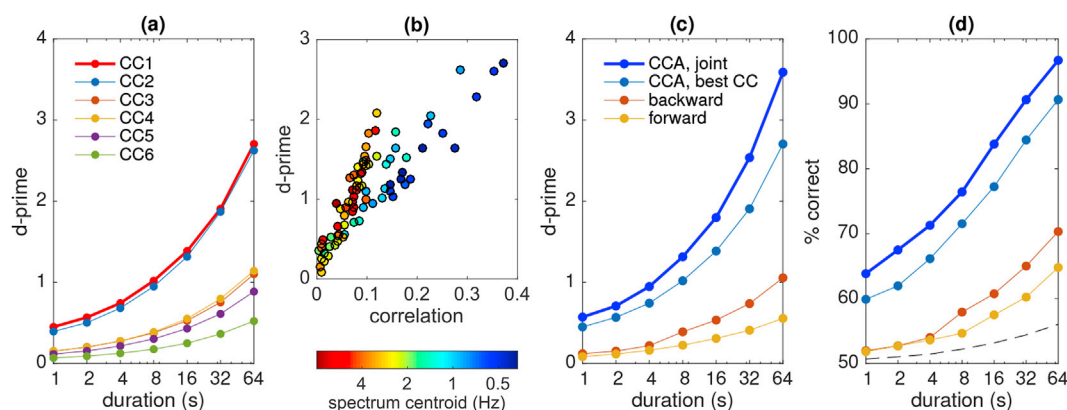 (a)
4
3
2
1
0
d-prime
CC1
CC2
CC3
CC4
CC5
CC6
1 2 4 8 16 32 64
duration (s)
(b)
3
2
1
0
d-prime
0 0.1 0.2 0.3 0.4
correlation
4 2 1 0.5
spectrum centroid (Hz)
(c)
4
3
2
1
0
d-prime
CCA, joint
CCA, best CC
backward
forward
1 2 4 8 16 32 64
duration (s)
(d)
100
90
80
70
60
50
% correct
1 2 4 8 16 32 64
duration (s)